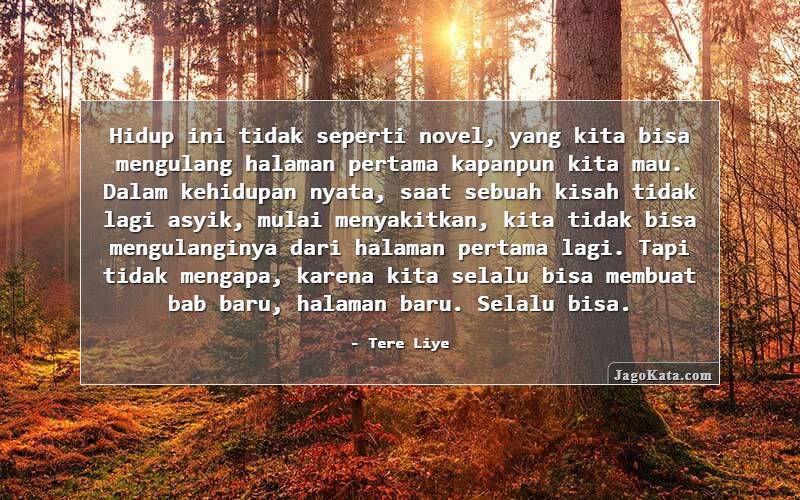 Hidup ini tidak seperti novel, yang kita bisa
mengulang halaman pertama kapanpun kita mau.
Dalam kehidupan nyata, saat sebuah kisah tidak
lagi asyik, mulai menyakitkan, kita tidak bisa
mengulanginya dari halaman pertama lagi. Tapi
tidak mengapa, karena kita selalu bisa membuat
bab baru, halaman baru. Selalu bisa.
- Tere Liye
JagoKata.com